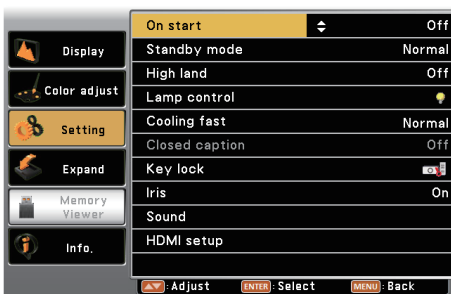 Display
Color adjust
Setting
Expand
Memory
Viewer
Info.
On start Off
Standby mode Normal
High land Off
Lamp control
Cooling fast Normal
Closed caption Off
Key lock
Iris On
Sound
HDMI setup
:Adjust ENTER:Select MENU:Back